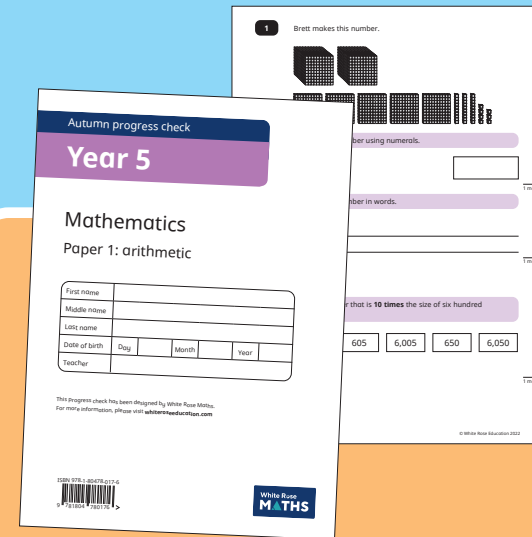 1 Brett makes this number.
ber using numerals.
1 m
mber in words.
1 m
r that is 10 times the size of six hundred
605 6,005 650 6,050
1 m
© White Rose Education 2022
Autumn progress check
Year 5
Mathematics
Paper 1: arithmetic
First name
Middle name
Last name
Date of birth Day Month Year
Teacher
This progress check has been designed by White Rose Maths.
For more information, please visit whiteroseeducation.com
ISBN 978-1-80478-017-6
9 781804 780176 >
White Rose
MATHS